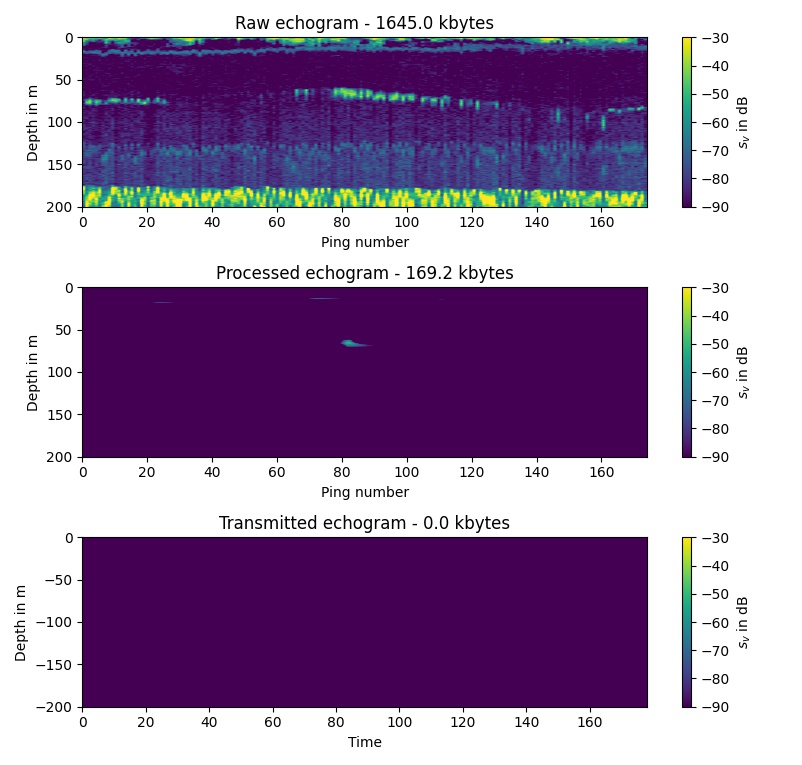 Raw echogram - 1645.0 kbytes
0
50
100
150
200
Depth in m
0 20 40 60 80 100 120 140 160
Ping number
−30
−40
−50
−60
−70
−80
−90
sv in dB
Processed echogram - 169.2 kbytes
0
50
100
150
200
Depth in m
0 20 40 60 80 100 120 140 160
Ping number
−30
−40
−50
−60
−70
−80
−90
sv in dB
Transmitted echogram - 0.0 kbytes
0
−50
−100
−150
−200
Depth in m
0 20 40 60 80 100 120 140 160
Time
−30
−40
−50
−60
−70
−80
−90
sv in dB